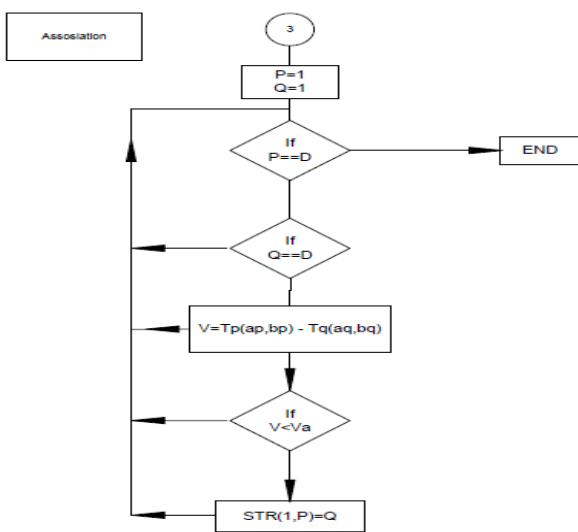 Assosiation
3
P=1
Q=1
If
P==D
END
If
Q==D
V=Tp(ap,bp) - Tq(aq,bq)
If
V<Va
STR(1,P)=Q